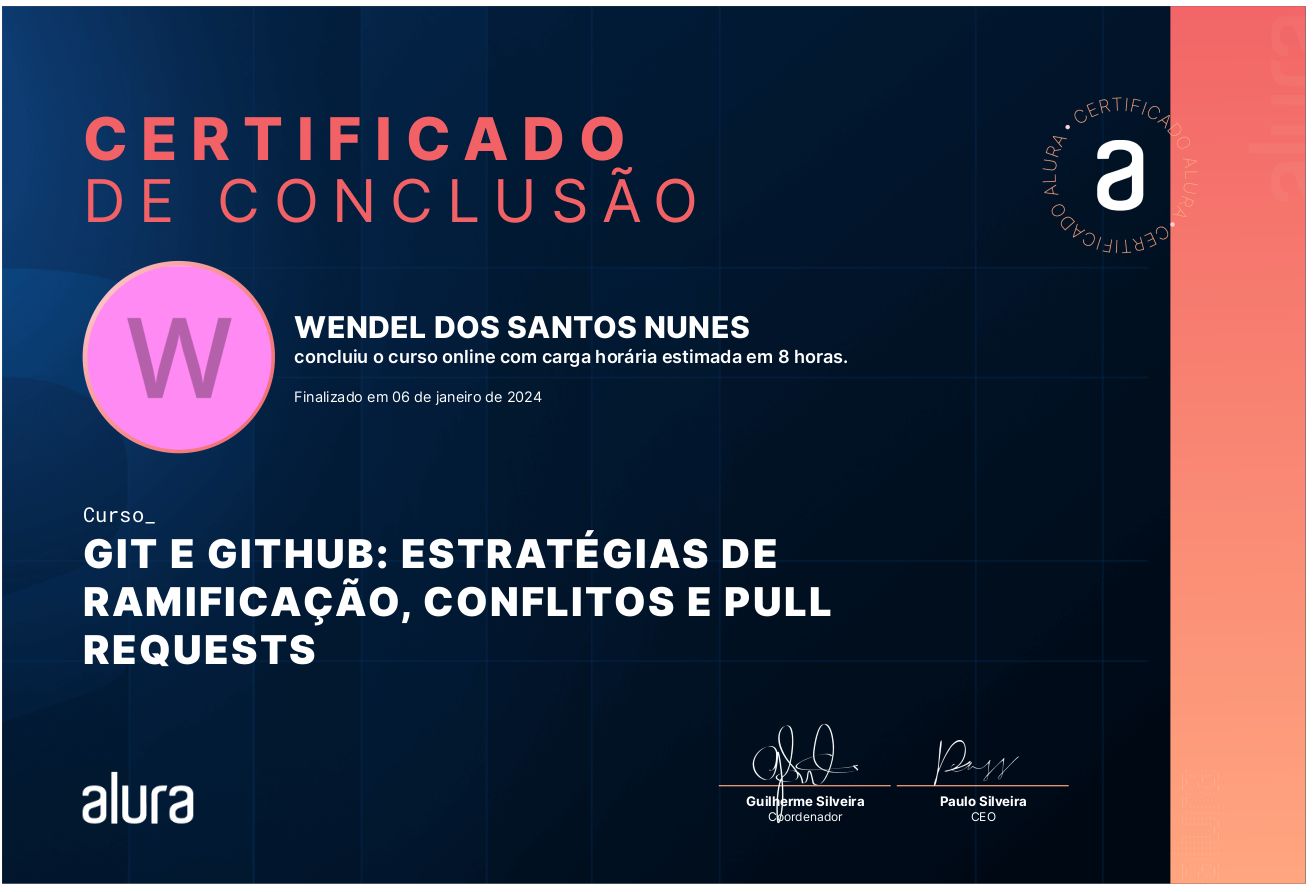 CERTIFICADO
DE CONCLUSÃO
CERTIFICADO ALURA • CERTIFICADO ALURA •
a
alura
W
WENDEL DOS SANTOS NUNES
concluiu o curso online com carga horária estimada em 8 horas.
Finalizado em 06 de janeiro de 2024
Curso_
GIT E GITHUB: ESTRATÉGIAS DE
RAMIFICAÇÃO, CONFLITOS E PULL
REQUESTS
alura
Guilherme Silveira
Coordenador
Paulo Silveira
CEO